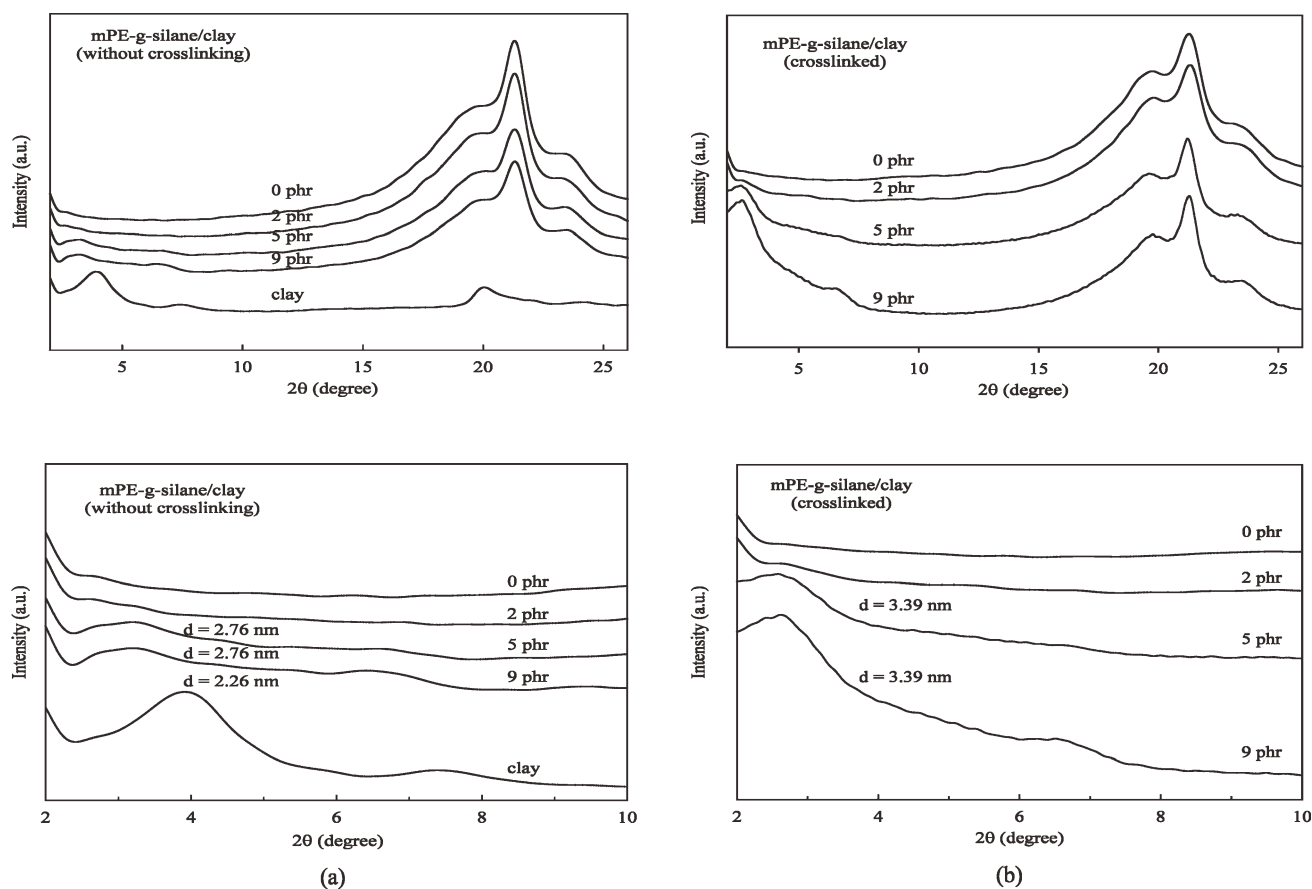 mPE-g-silane/clay
(without crosslinking)
Intensity (a.u.)
0 phr
2 phr
5 phr
9 phr
clay
5
10
15
20
25
2θ (degree)
mPE-g-silane/clay
(crosslinked)
Intensity (a.u.)
0 phr
2 phr
5 phr
9 phr
5
10
15
20
25
2θ (degree)
mPE-g-silane/clay
(without crosslinking)
Intensity (a.u.)
0 phr
2 phr
d = 2.76 nm
5 phr
d = 2.76 nm
9 phr
d = 2.26 nm
clay
2
4
6
8
10
2θ (degree)
(a)
mPE-g-silane/clay
(crosslinked)
Intensity (a.u.)
0 phr
2 phr
d = 3.39 nm
5 phr
d = 3.39 nm
9 phr
2
4
6
8
10
2θ (degree)
(b)